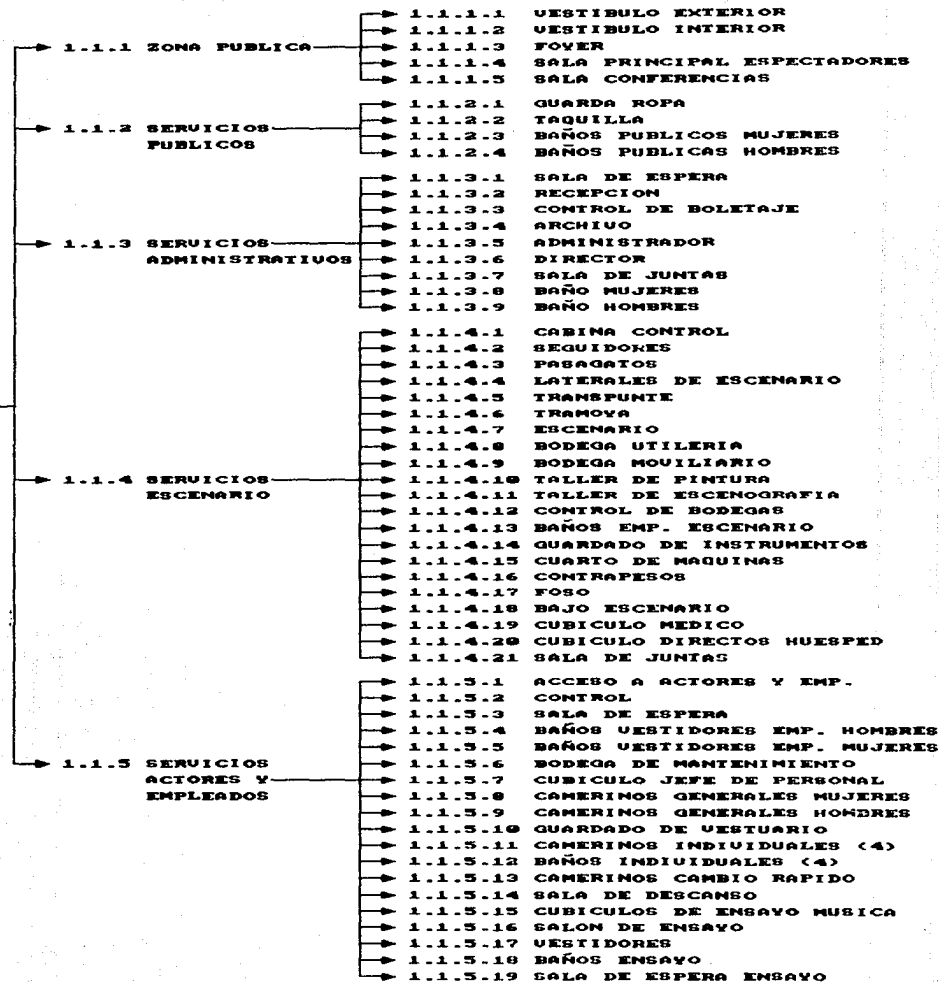 1.1.1 ZONA PUBLICA
1.1.1.1 VESTIBULO EXTERIOR
1.1.1.2 VESTIBULO INTERIOR
1.1.1.3 FOYER
1.1.1.4 SALA PRINCIPAL ESPECTADORES
1.1.1.5 SALA CONFERENCIAS
1.1.2 SERVICIOS
PUBLICOS
1.1.2.1 GUARDA ROPA
1.1.2.2 TAQUILLA
1.1.2.3 BAÑOS PUBLICOS MUJERES
1.1.2.4 BAÑOS PUBLICAS HOMBRES
1.1.3 SERVICIOS
ADMINISTRATIVOS
1.1.3.1 SALA DE ESPERA
1.1.3.2 RECEPCION
1.1.3.3 CONTROL DE BOLETAJE
1.1.3.4 ARCHIVO
1.1.3.5 ADMINISTRADOR
1.1.3.6 DIRECTOR
1.1.3.7 SALA DE JUNTAS
1.1.3.8 BAÑO MUJERES
1.1.3.9 BAÑO HOMBRES
1.1.4 SERVICIOS
ESCENARIO
1.1.4.1 CABINA CONTROL
1.1.4.2 SEGUIDORES
1.1.4.3 PASAGATOS
1.1.4.4 LATERALES DE ESCENARIO
1.1.4.5 TRANSPUNTE
1.1.4.6 TRAMOYA
1.1.4.7 ESCENARIO
1.1.4.8 BODEGA UTILERIA
1.1.4.9 BODEGA MOVILIARIO
1.1.4.10 TALLER DE PINTURA
1.1.4.11 TALLER DE ESCENOGRAFIA
1.1.4.12 CONTROL DE BODEGAS
1.1.4.13 BAÑOS EMP. ESCENARIO
1.1.4.14 GUARDADO DE INSTRUMENTOS
1.1.4.15 CUARTO DE MAQUINAS
1.1.4.16 CONTRAPESOS
1.1.4.17 FOSO
1.1.4.18 BAJO ESCENARIO
1.1.4.19 CUBICULO MEDICO
1.1.4.20 CUBICULO DIRECTOS HUESPED
1.1.4.21 SALA DE JUNTAS
1.1.5 SERVICIOS
ACTORES Y
EMPLEADOS
1.1.5.1 ACCESO A ACTORES Y EMP.
1.1.5.2 CONTROL
1.1.5.3 SALA DE ESPERA
1.1.5.4 BAÑOS VESTIDORES EMP. HOMBRES
1.1.5.5 BAÑOS VESTIDORES EMP. MUJERES
1.1.5.6 BODEGA DE MANTENIMIENTO
1.1.5.7 CUBICULO JEFE DE PERSONAL
1.1.5.8 CAMERINOS GENERALES MUJERES
1.1.5.9 CAMERINOS GENERALES HOMBRES
1.1.5.10 GUARDADO DE VESTUARIO
1.1.5.11 CAMERINOS INDIVIDUALES (4)
1.1.5.12 BAÑOS INDIVIDUALES (4)
1.1.5.13 CAMERINOS CAMBIO RAPIDO
1.1.5.14 SALA DE DESCANSO
1.1.5.15 CUBICULOS DE ENSAYO MUSICA
1.1.5.16 SALON DE ENSAYO
1.1.5.17 VESTIDORES
1.1.5.18 BAÑOS ENSAYO
1.1.5.19 SALA DE ESPERA ENSAYO